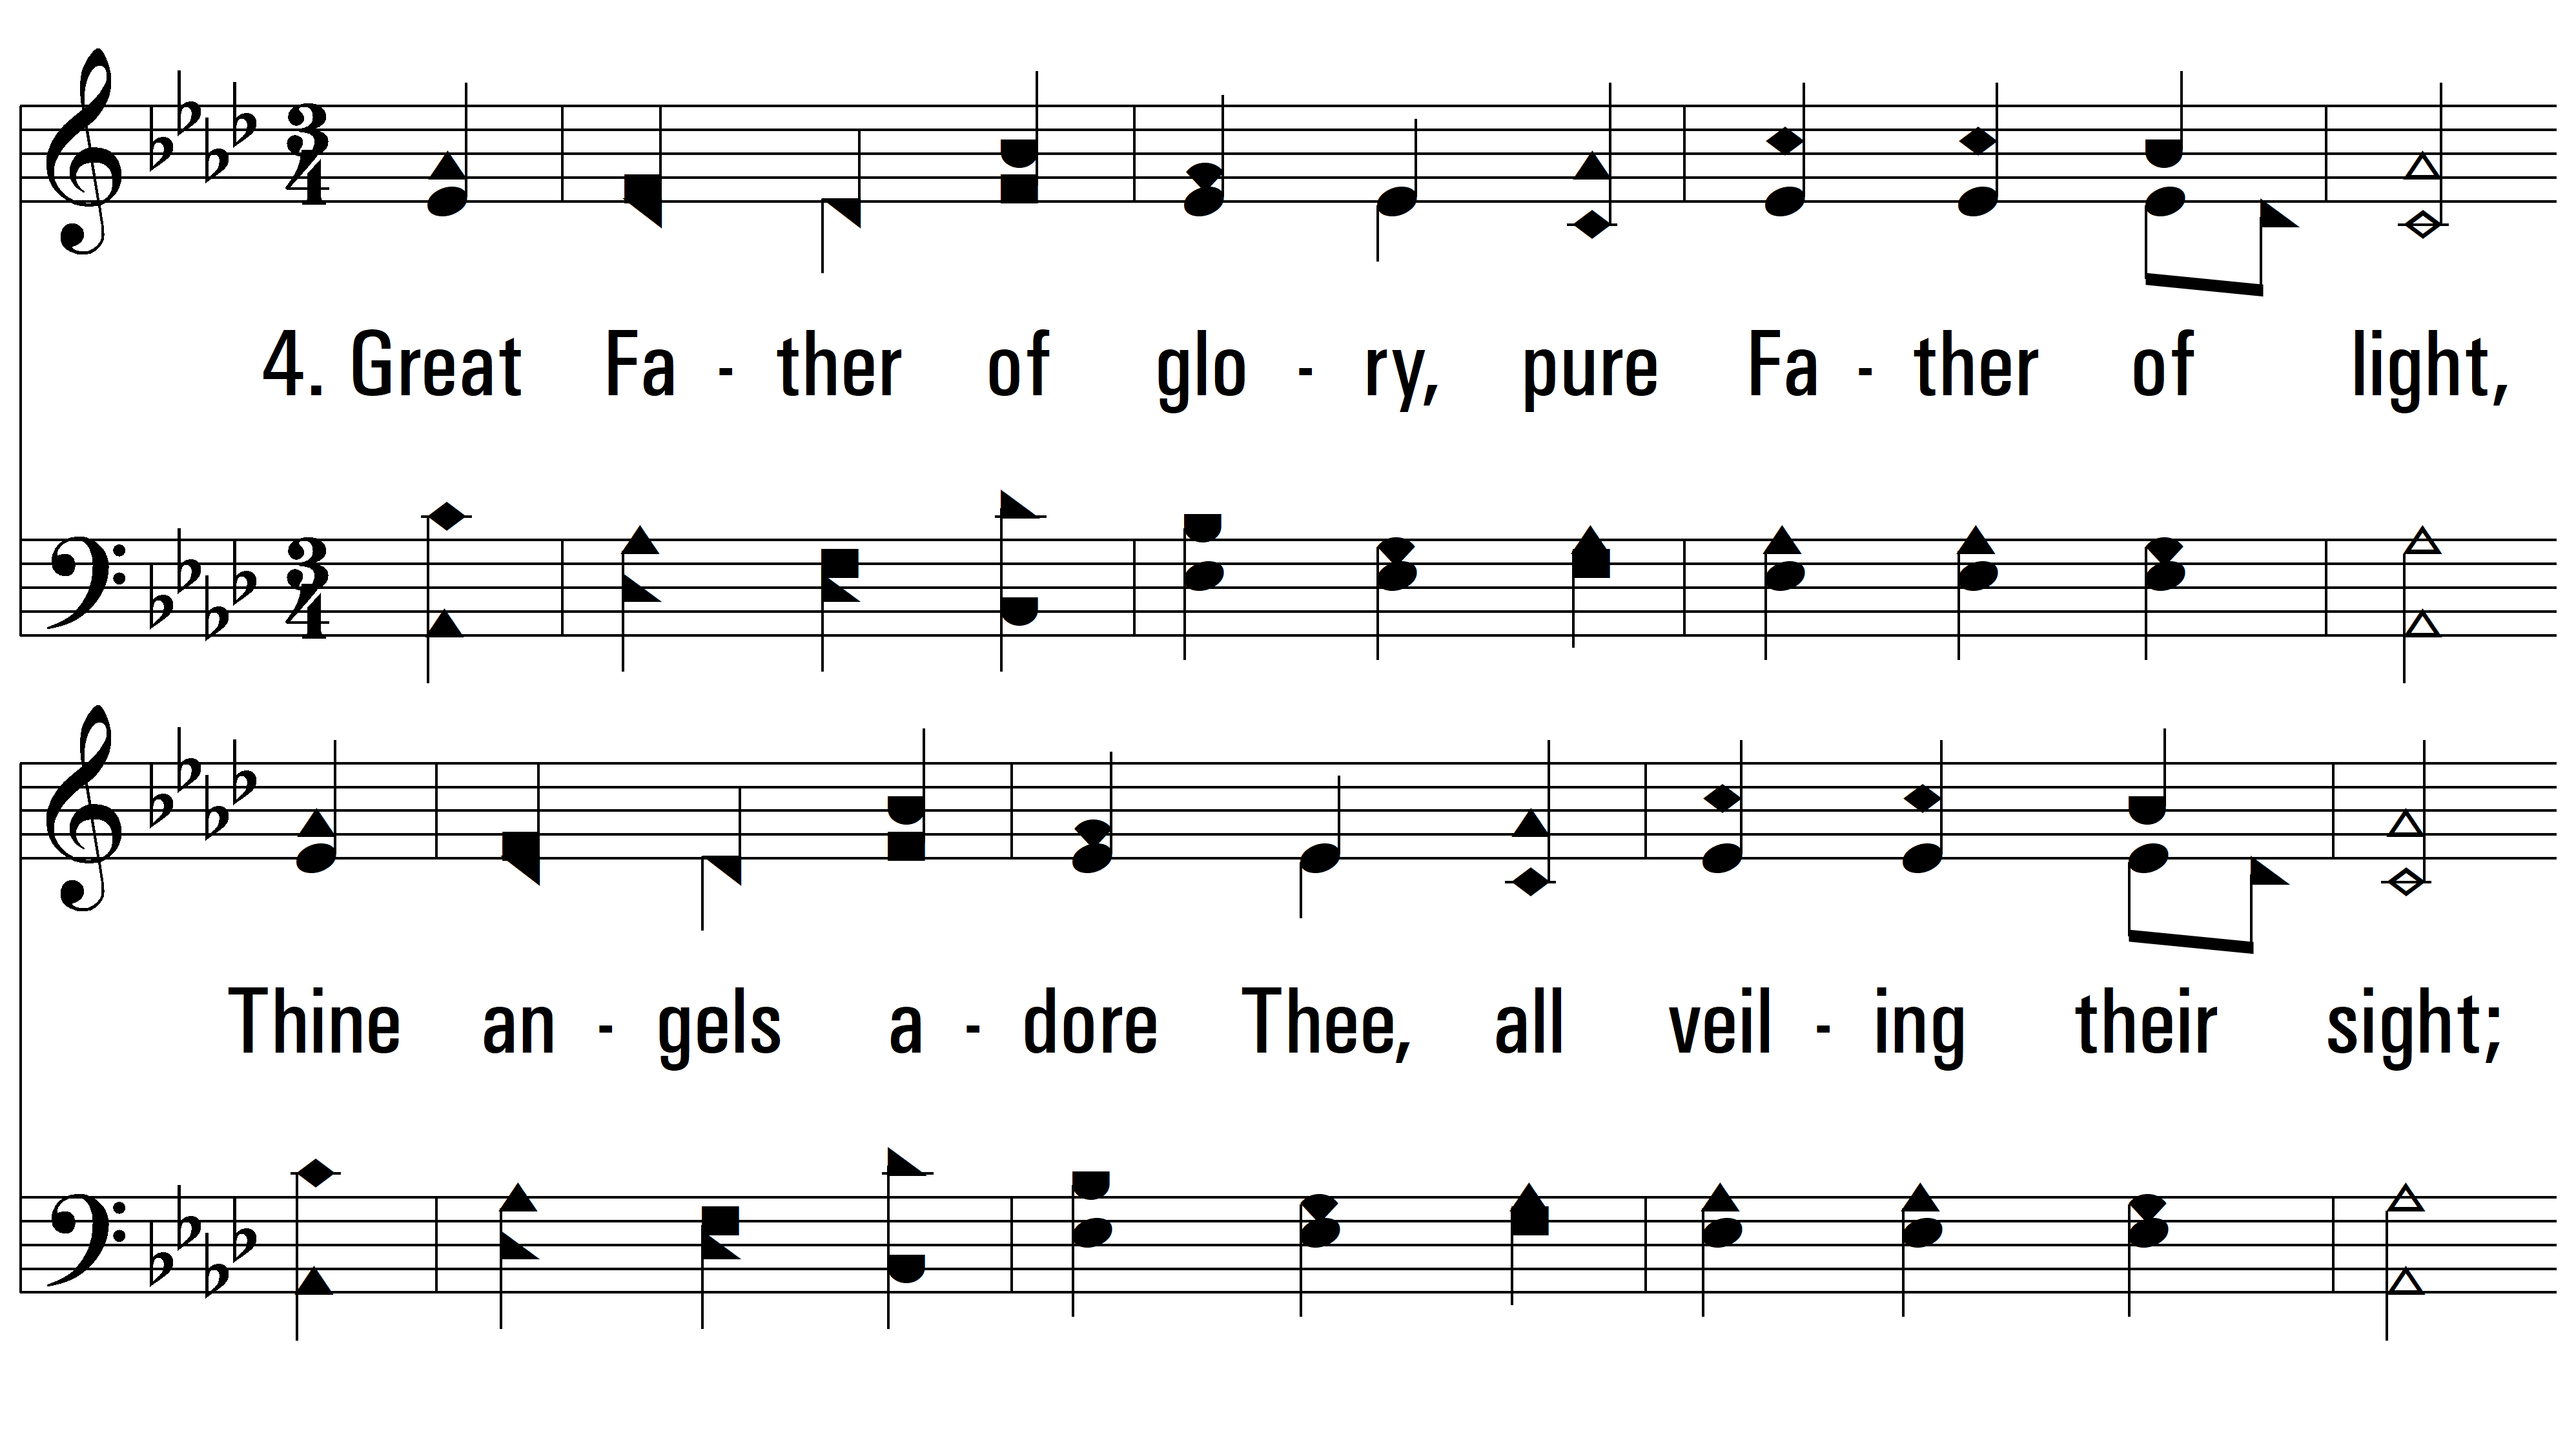 4. Great Fa - ther of glo - ry, pure Fa - ther of light,
Thine an - gels a - dore Thee, all veil - ing their sight;